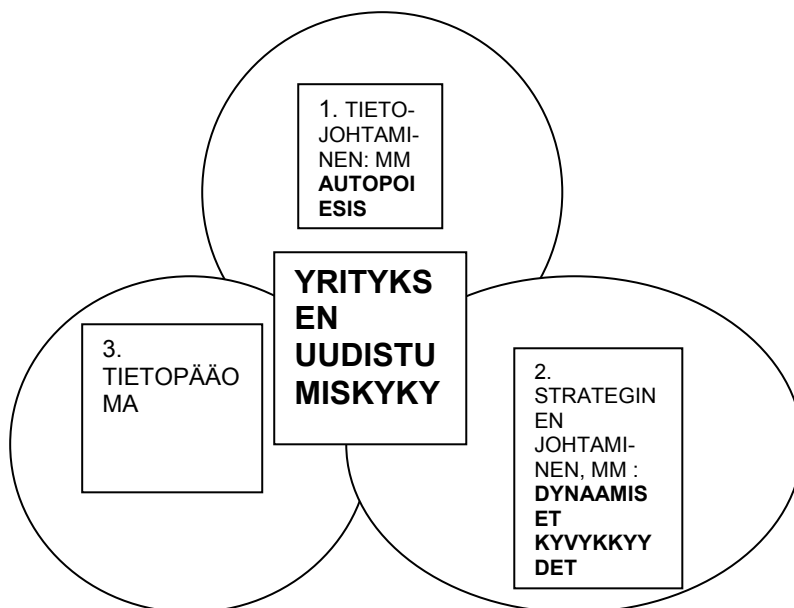 1. TIETO-
JOHTAMI-
NEN: MM
AUTOPOI
ESIS
YRITYKS
EN
UUDISTU
MISKYKY
3.
TIETOPÄÄO
MA
2.
STRATEGIN
EN
JOHTAMI-
NEN, MM :
DYNAAMIS
ET
KYVYKKYY
DET